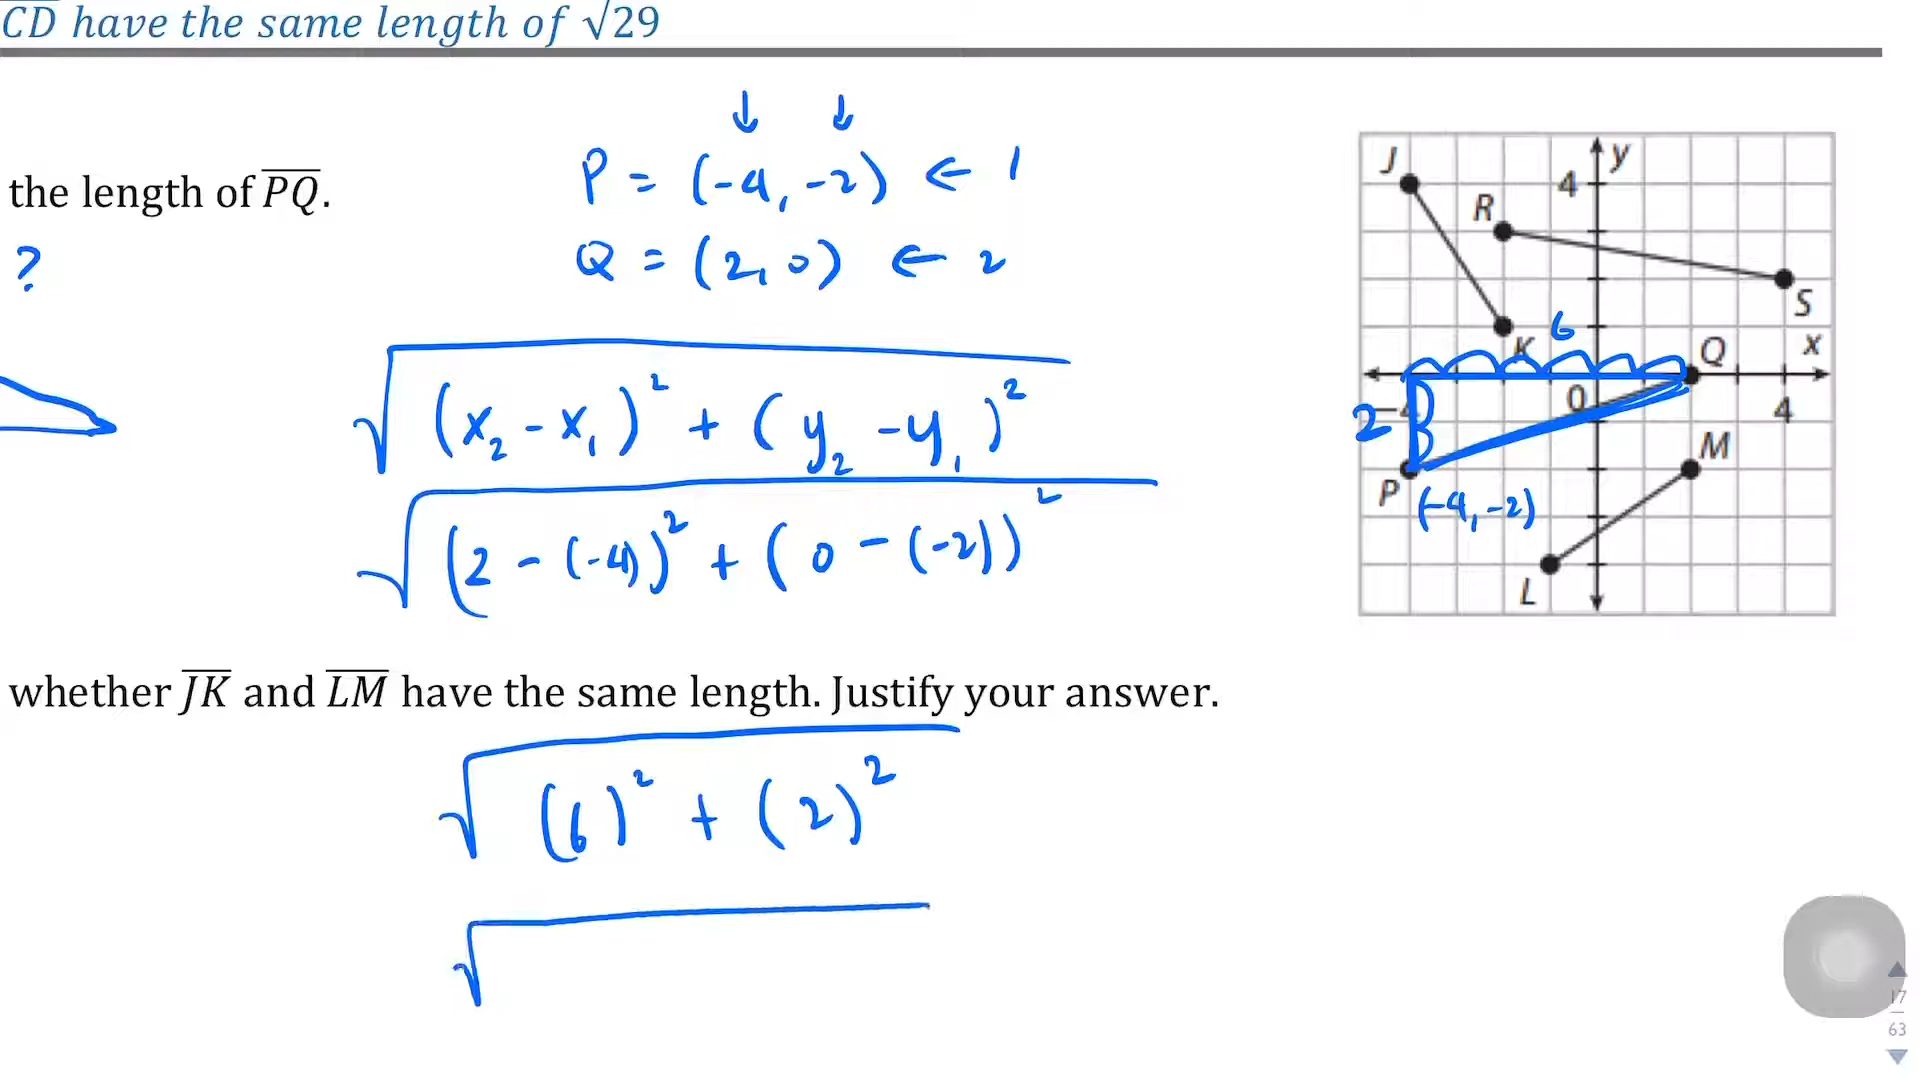 CD have the same length of √29
the length of PQ.
?
P = (-4, -2) ← 1
Q = (2, 0) ← 2
√(x₂ - x₁)² + (y₂ - y₁)²
√(2 - (-4))² + (0 - (-2))²
whether JK and LM have the same length. Justify your answer.
√(6)² + (2)²
√
J
4
y
R
S
6
K
Q
x
-4
0
4
2
M
P
(-4, -2)
L
17
63